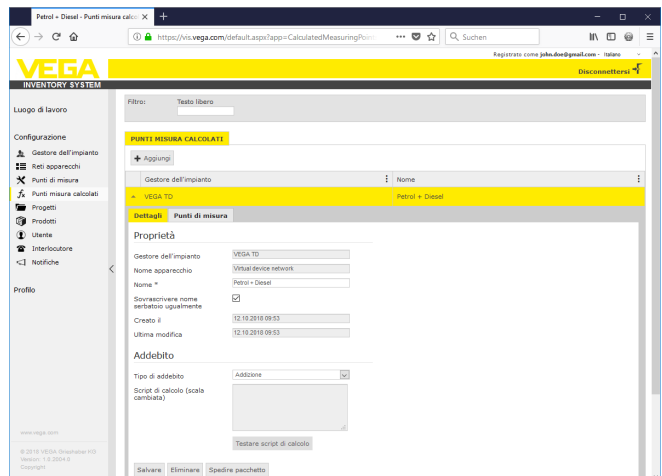 Petrol + Diesel - Punti misura calco
https://vis.vega.com/default.aspx?app=CalculatedMeasuringPoin
Suchen
Registrato come john.doe@gmail.com - Italiano
VEGA
Disconnettersi
INVENTORY SYSTEM
Luogo di lavoro
Configurazione
Gestore dell'impianto
Reti apparecchi
Punti di misura
Punti misura calcolati
Progetti
Prodotti
Utente
Interlocutore
Notifiche
Profilo
www.vega.com
© 2018 VEGA Grieshaber KG
Copyright
Filtro: Testo libero
PUNTI MISURA CALCOLATI
+ Aggiungi
Gestore dell'impianto Nome
VEGA TD Petrol + Diesel
Dettagli Punti di misura
Proprietà
Gestore dell'impianto VEGA TD
Nome apparecchio Virtual device network
Nome * Petrol + Diesel
Sovrascrivere nome
serbatoio ugualmente
Creato il 12.10.2018 09:53
Ultima modifica 12.10.2018 09:53
Addebito
Tipo di addebito Addizione
Script di calcolo (scala
cambiata)
Testare script di calcolo
Salvare Eliminare Spedire pacchetto